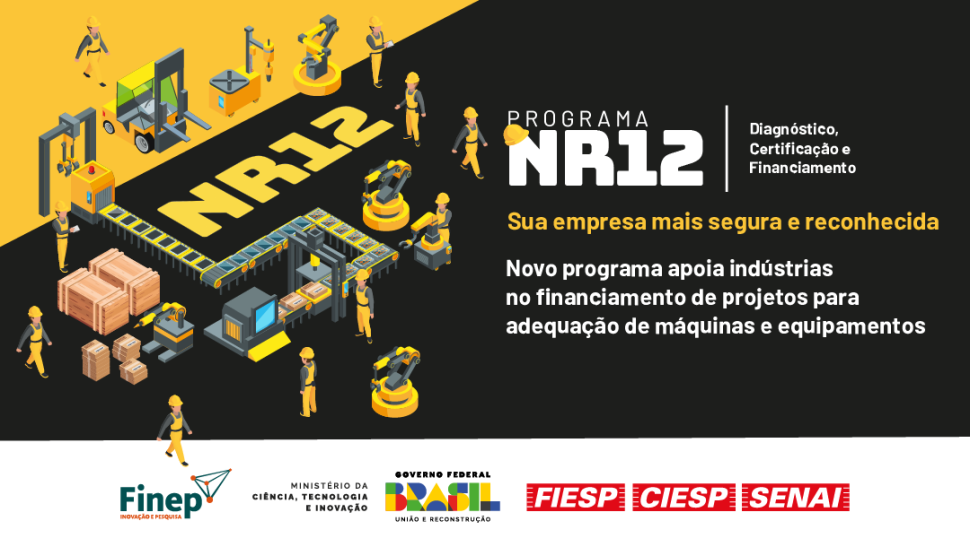 NR12
PROGRAMA
NR12
Diagnóstico,
Certificação e
Financiamento
Sua empresa mais segura e reconhecida
Novo programa apoia indústrias
no financiamento de projetos para
adequação de máquinas e equipamentos
Finep
INOVAÇÃO E PESQUISA
MINISTÉRIO DA
CIÊNCIA, TECNOLOGIA
E INOVAÇÃO
GOVERNO FEDERAL
BRASIL
UNIÃO E RECONSTRUÇÃO
FIESP CIESP SENAI